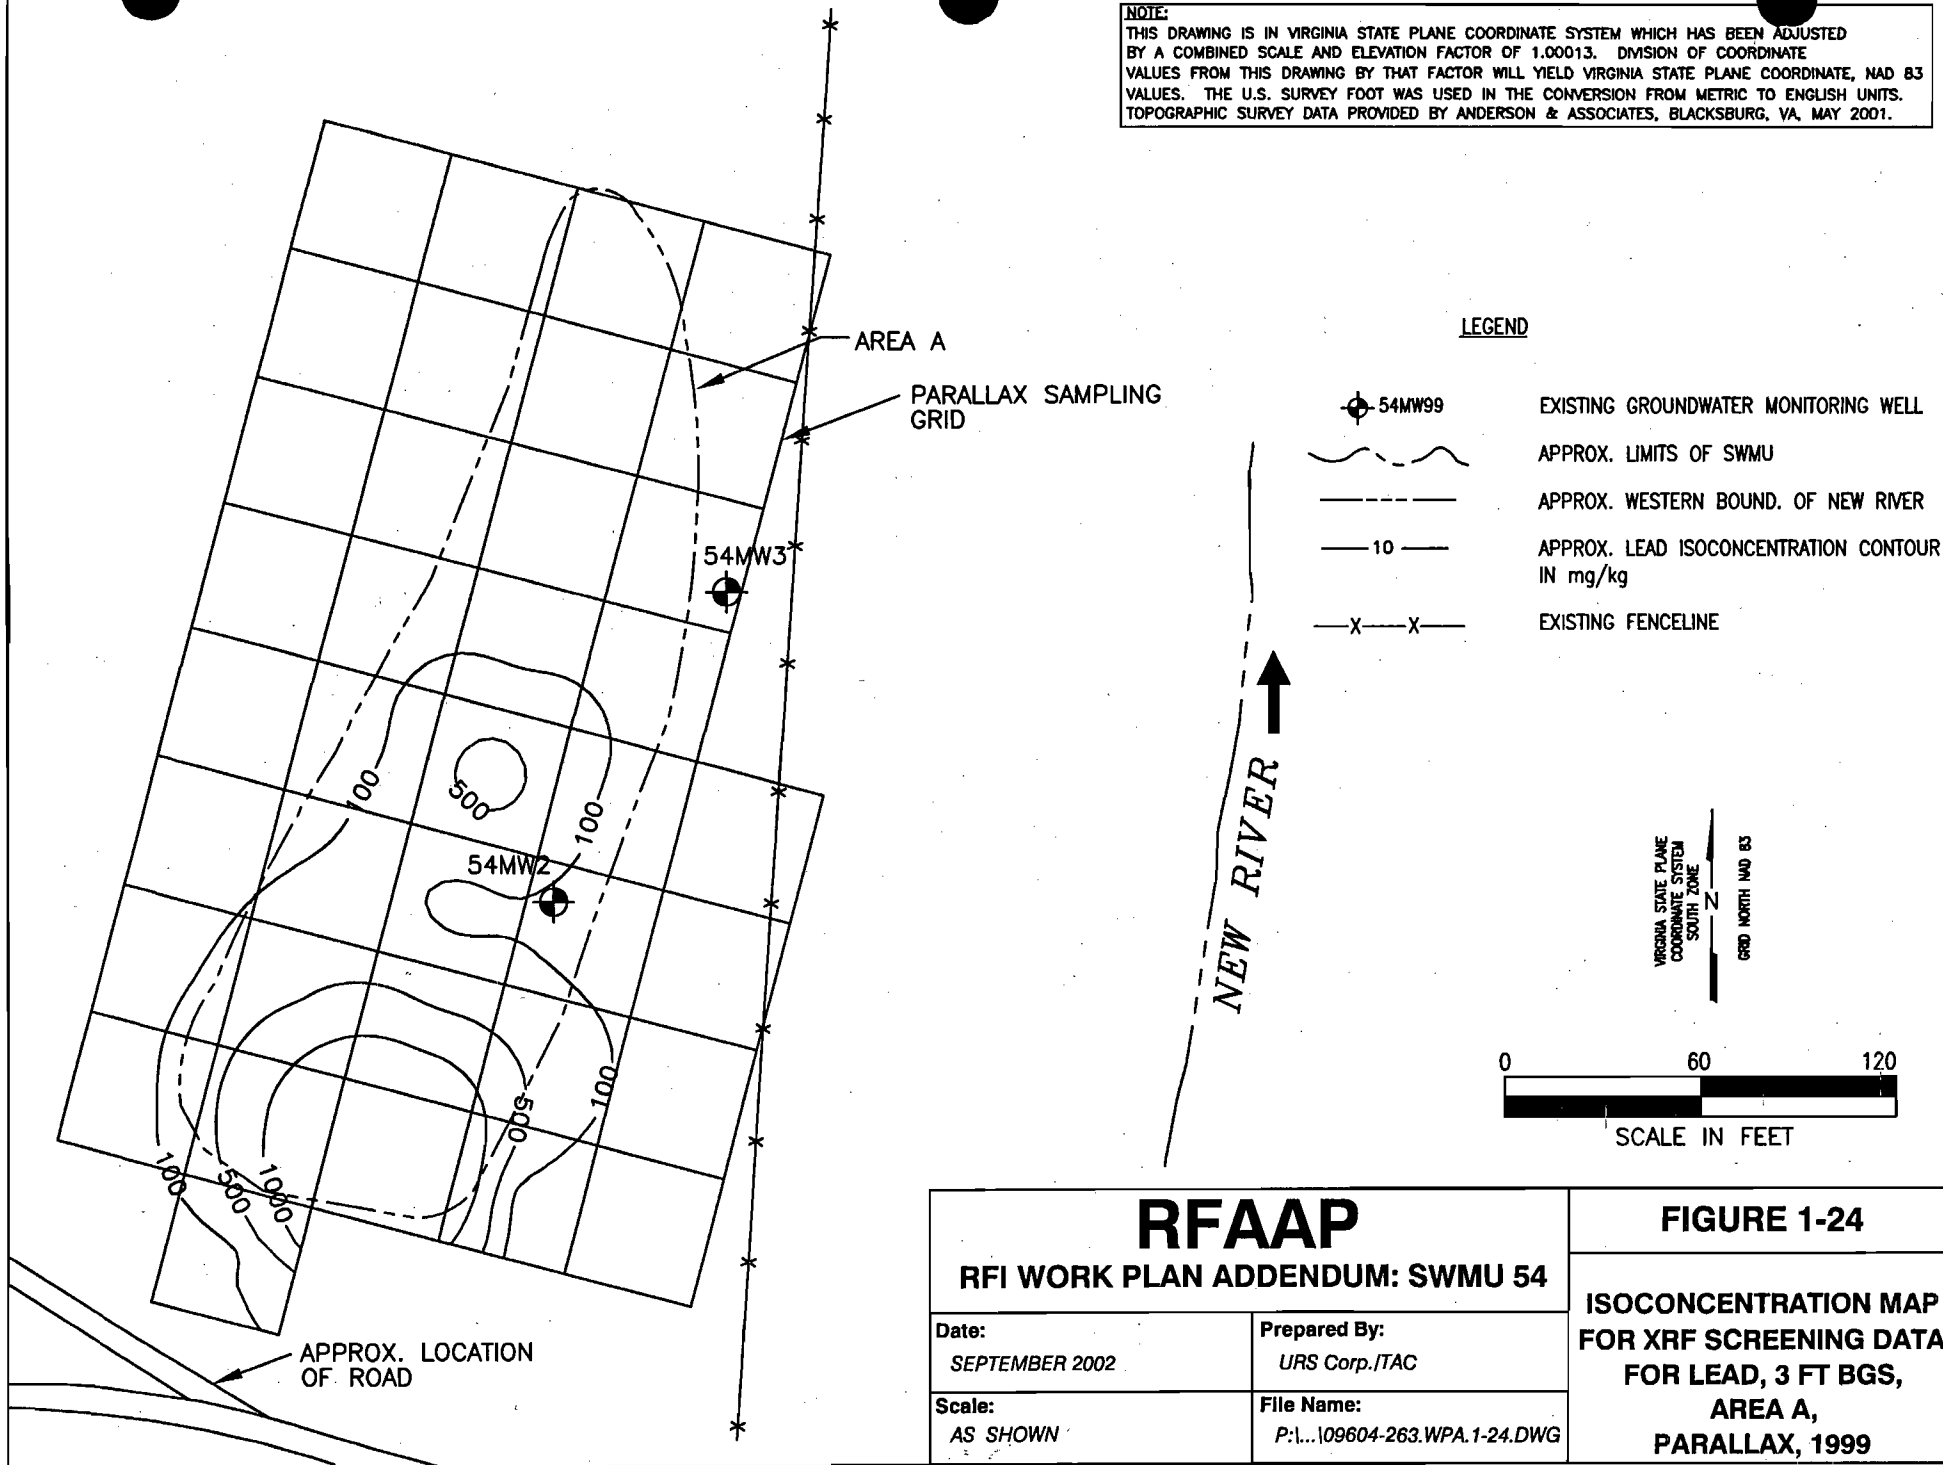 NOTE:
THIS DRAWING IS IN VIRGINIA STATE PLANE COORDINATE SYSTEM WHICH HAS BEEN ADJUSTED
BY A COMBINED SCALE AND ELEVATION FACTOR OF 1.00013. DIVISION OF COORDINATE
VALUES FROM THIS DRAWING BY THAT FACTOR WILL YIELD VIRGINIA STATE PLANE COORDINATE, NAD 83
VALUES. THE U.S. SURVEY FOOT WAS USED IN THE CONVERSION FROM METRIC TO ENGLISH UNITS.
TOPOGRAPHIC SURVEY DATA PROVIDED BY ANDERSON & ASSOCIATES, BLACKSBURG, VA, MAY 2001.
AREA A
PARALLAX SAMPLING
GRID
54MW3
100
500
100
54MW2
100
500
100
500
1000
APPROX. LOCATION
OF ROAD
NEW RIVER
LEGEND
54MW99
EXISTING GROUNDWATER MONITORING WELL
APPROX. LIMITS OF SWMU
APPROX. WESTERN BOUND. OF NEW RIVER
10
APPROX. LEAD ISOCONCENTRATION CONTOUR
IN mg/kg
X X
EXISTING FENCELINE
VIRGINIA STATE PLANE
COORDINATE SYSTEM
SOUTH ZONE
N
GRID NORTH NAD 83
0 60 120
SCALE IN FEET
RFAAP
RFI WORK PLAN ADDENDUM: SWMU 54
Date:
SEPTEMBER 2002
Prepared By:
URS Corp./TAC
Scale:
AS SHOWN
File Name:
P:\...\09604-263.WPA.1-24.DWG
FIGURE 1-24
ISOCONCENTRATION MAP
FOR XRF SCREENING DATA
FOR LEAD, 3 FT BGS,
AREA A,
PARALLAX, 1999